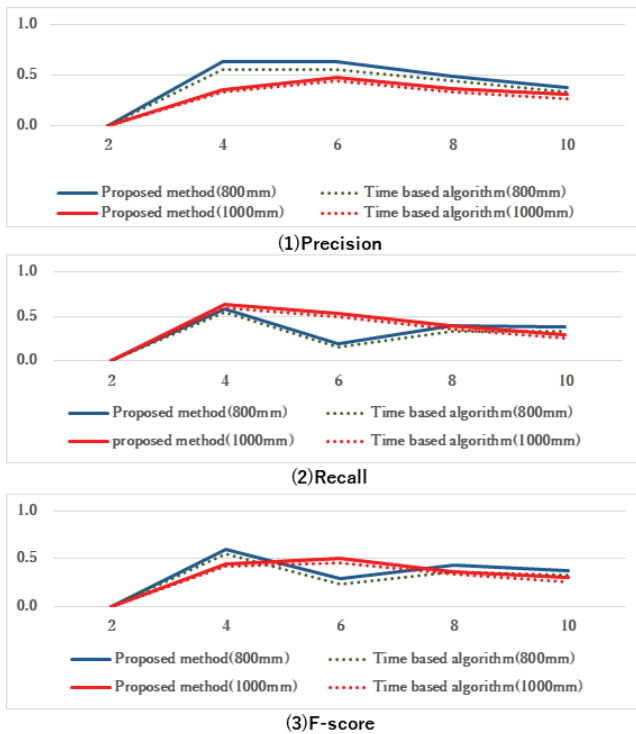 1.0
0.5
0.0
2 4 6 8 10
Proposed method(800mm) Time based algorithm(800mm)
Proposed method(1000mm) Time based algorithm(1000mm)
(1)Precision
1.0
0.5
0.0
2 4 6 8 10
Proposed method(800mm) Time based algorithm(800mm)
proposed method(1000mm) Time based algorithm(1000mm)
(2)Recall
1.0
0.5
0.0
2 4 6 8 10
Proposed method(800mm) Time based algorithm(800mm)
Proposed method(1000mm) Time based algorithm(1000mm)
(3)F-score